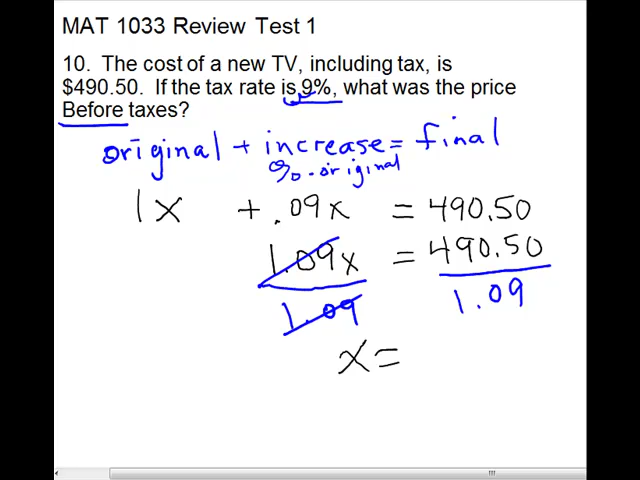 MAT 1033 Review Test 1
10. The cost of a new TV, including tax, is
$490.50. If the tax rate is 9%, what was the price
Before taxes?
original + increase = final
% · original
1x + .09x = 490.50
1.09x = 490.50
1.09 1.09
x =